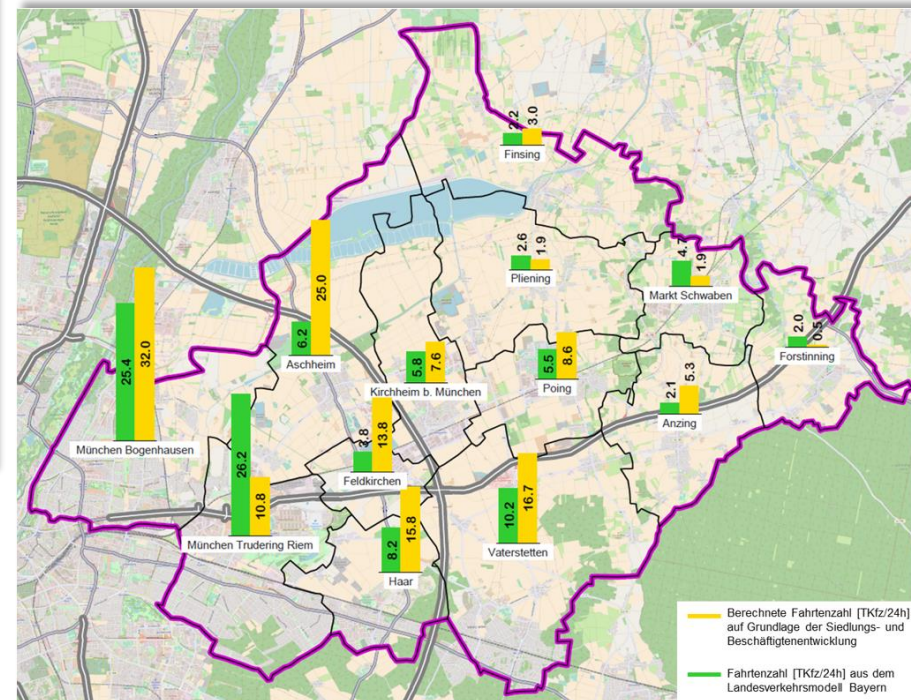 2.2
3.0
Finsing
2.6
1.9
Pliening
4.7
1.9
Markt Schwaben
2.0
0.5
Forstinning
6.2
25.0
Aschheim
25.4
32.0
München Bogenhausen
5.8
7.6
Kirchheim b. München
5.5
8.6
Poing
2.1
5.3
Anzing
3.8
13.8
Feldkirchen
26.2
10.8
München Trudering Riem
8.2
15.8
Haar
10.2
16.7
Vaterstetten
Berechnete Fahrtenzahl [TKfz/24h]
auf Grundlage der Siedlungs- und
Beschäftigtenentwicklung
Fahrtenzahl [TKfz/24h] aus dem
Landesverkehrsmodell Bayern